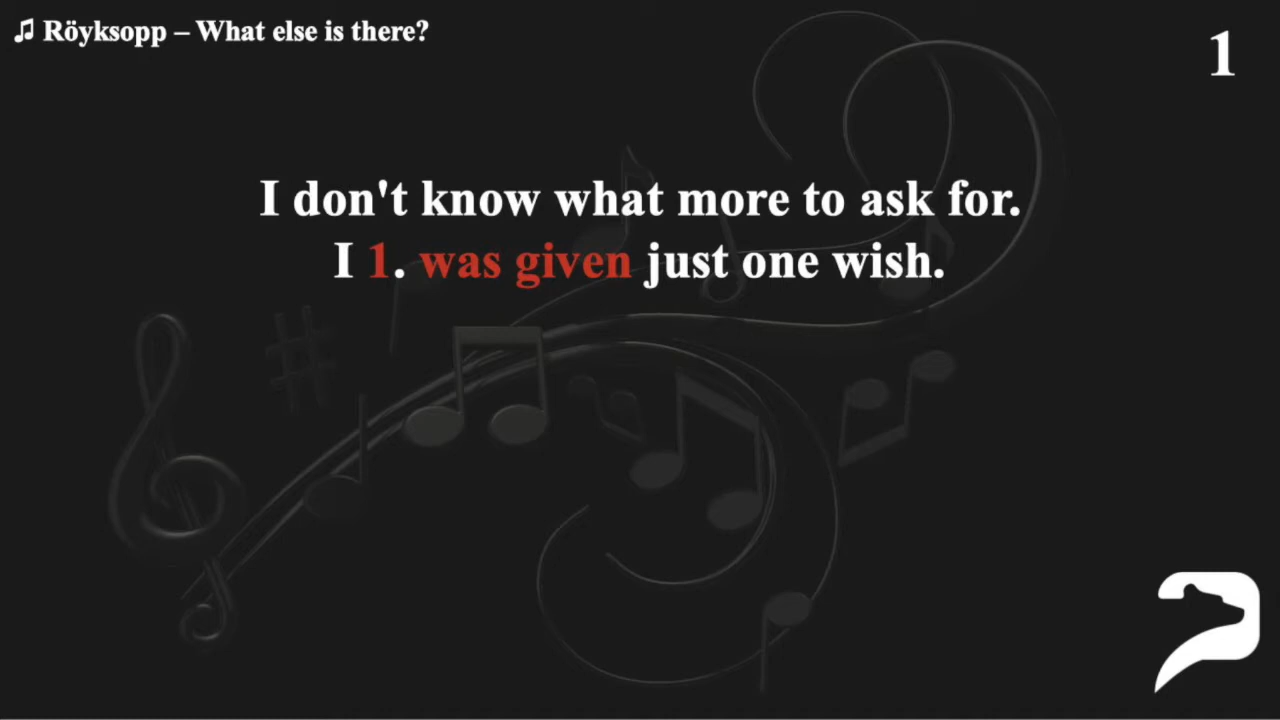 ♫ Röyksopp – What else is there?
1
I don't know what more to ask for.
I 1. was given just one wish.